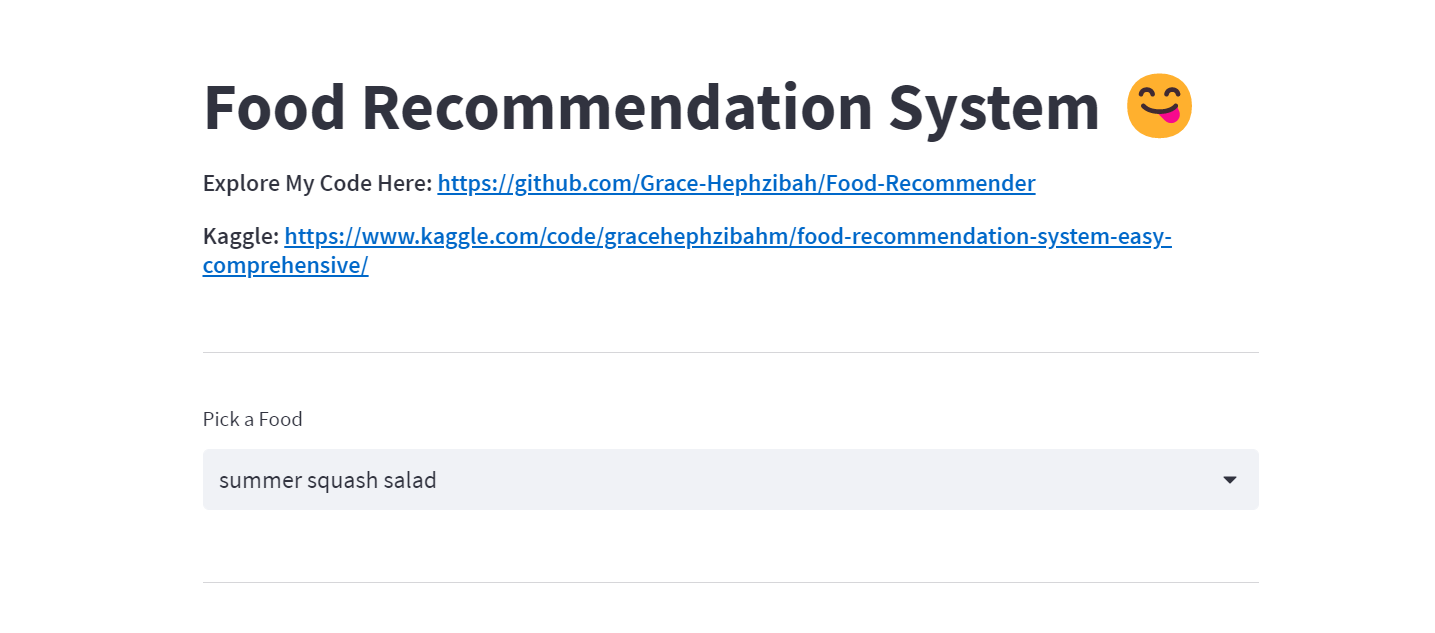 Food Recommendation System 😋
Explore My Code Here: https://github.com/Grace-Hephzibah/Food-Recommender
Kaggle: https://www.kaggle.com/code/gracehephzibahm/food-recommendation-system-easy-
comprehensive/
Pick a Food
summer squash salad